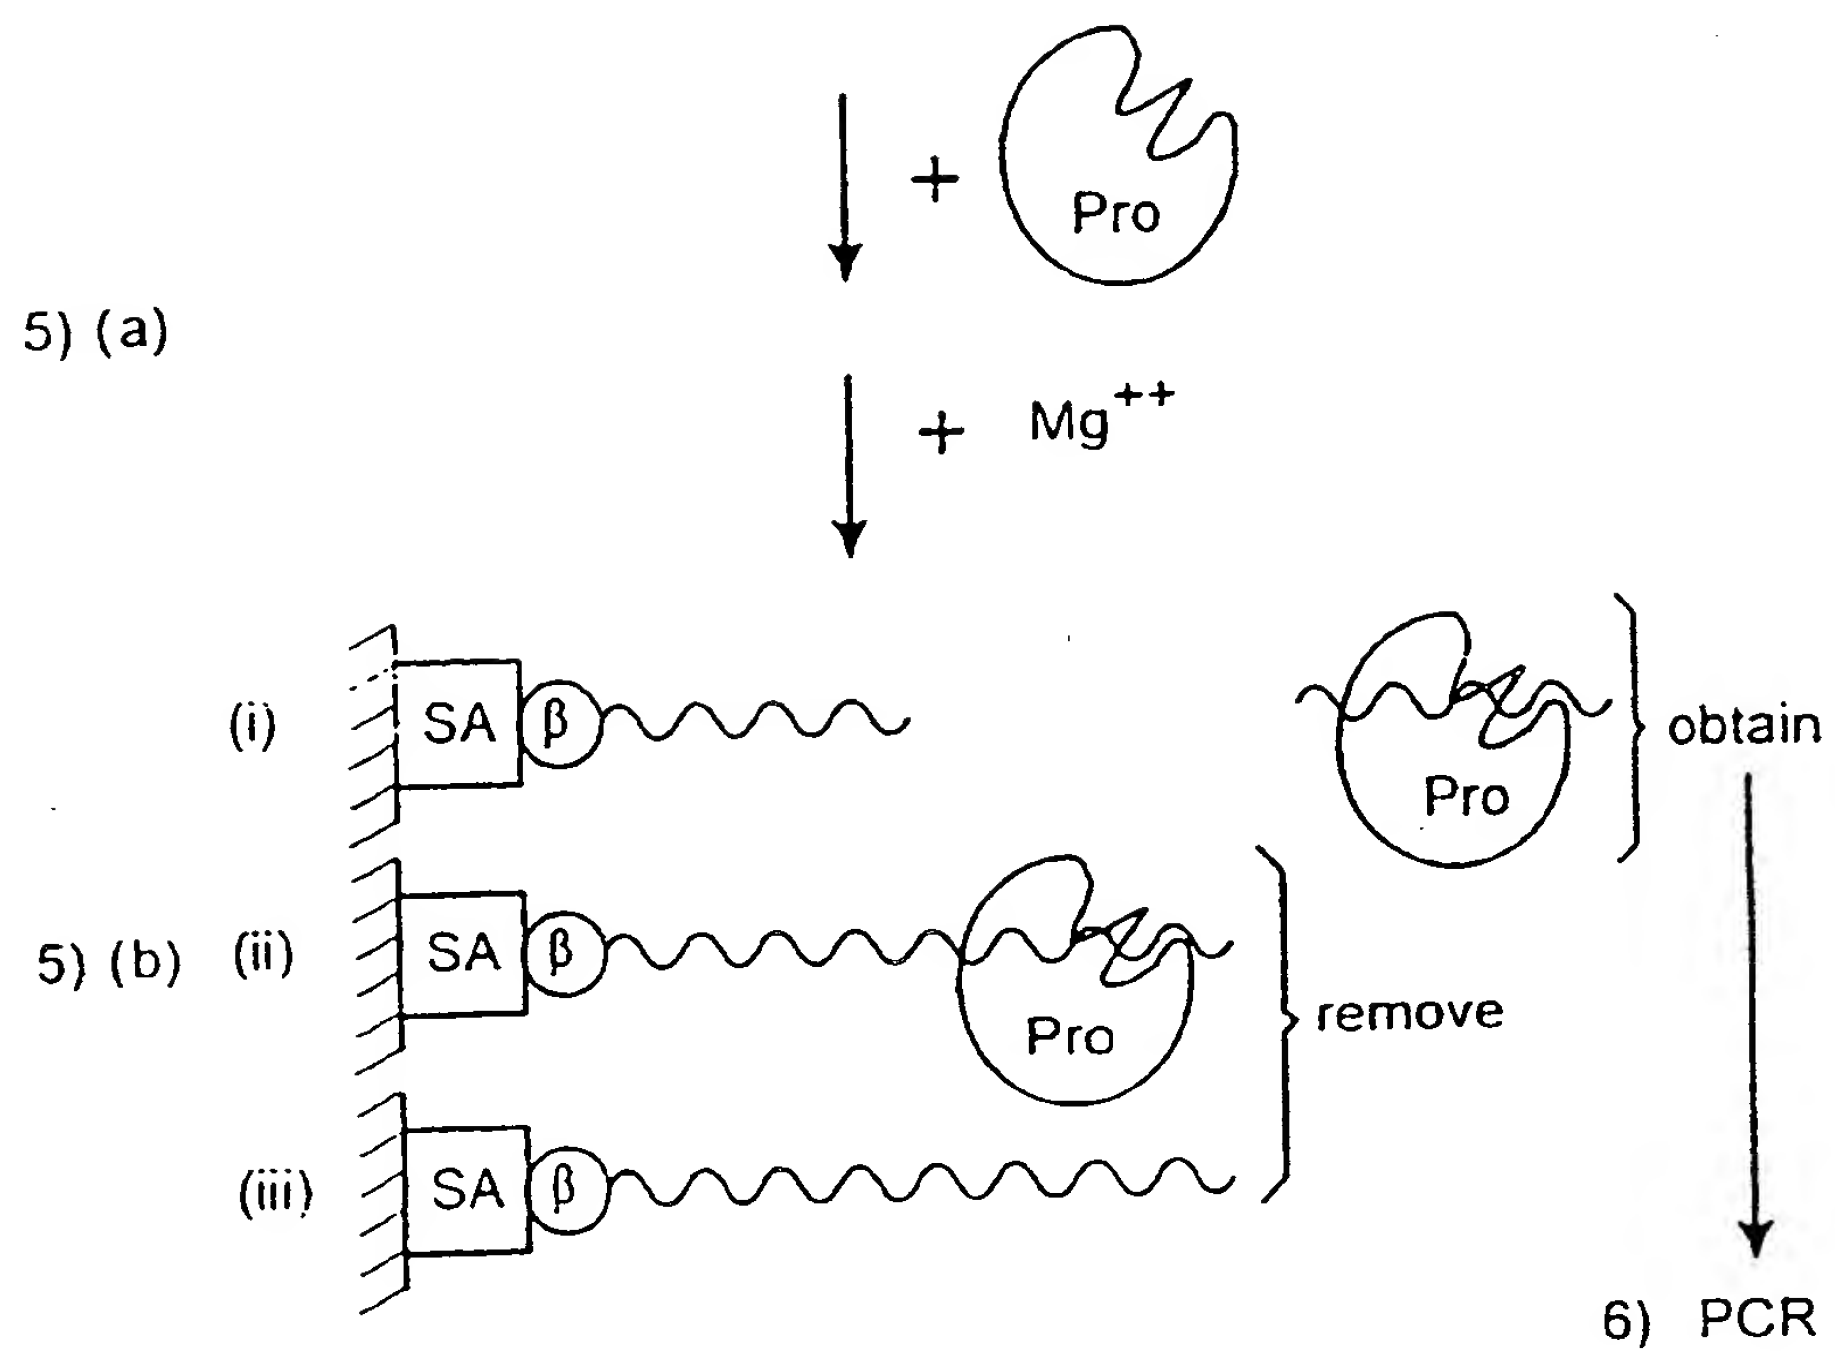 + Pro
5) (a)
+ Mg++
(i) SA β Pro obtain
5) (b) (ii) SA β Pro remove
(iii) SA β
6) PCR